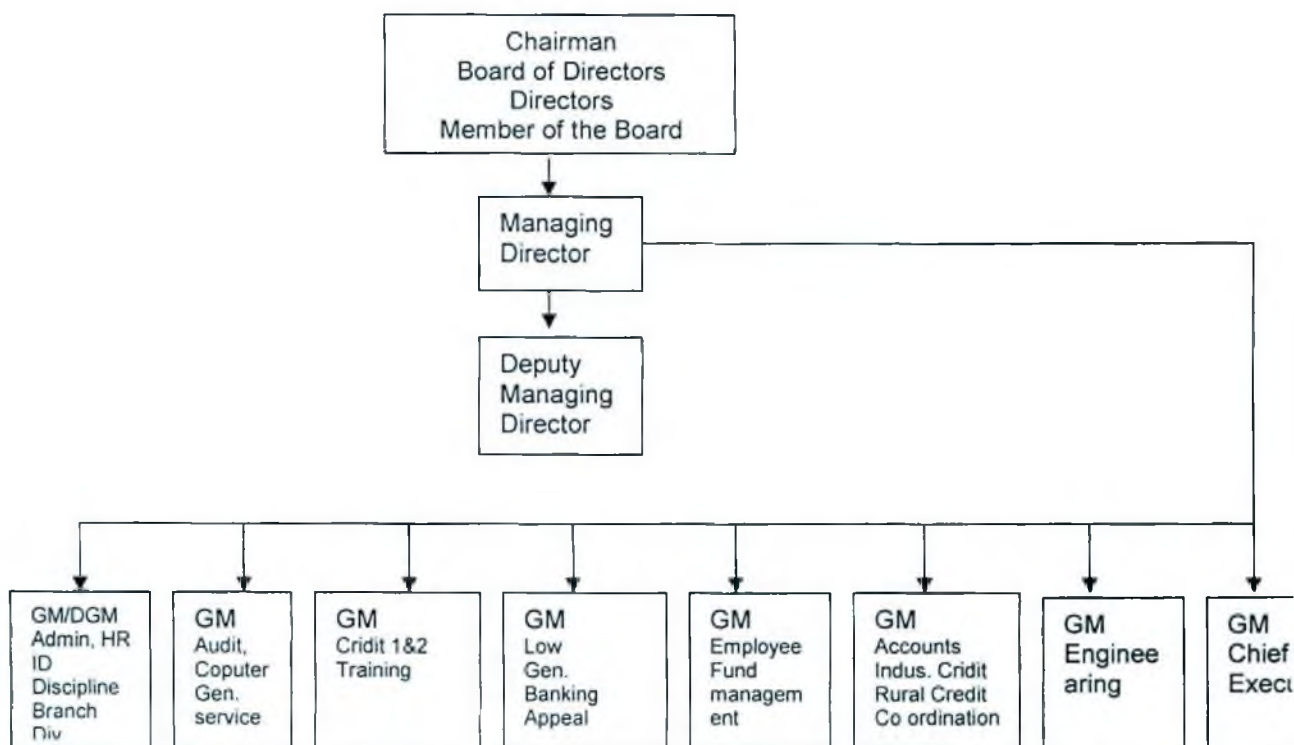 Chairman
Board of Directors
Directors
Member of the Board
Managing
Director
Deputy
Managing
Director
GM/DGM
Admin, HR
ID
Discipline
Branch
Div
GM
Audit,
Coputer
Gen.
service
GM
Cridit 1&2
Training
GM
Low
Gen.
Banking
Appeal
GM
Employee
Fund
managem
ent
GM
Accounts
Indus. Cridit
Rural Credit
Co ordination
GM
Enginee
aring
GM
Chief